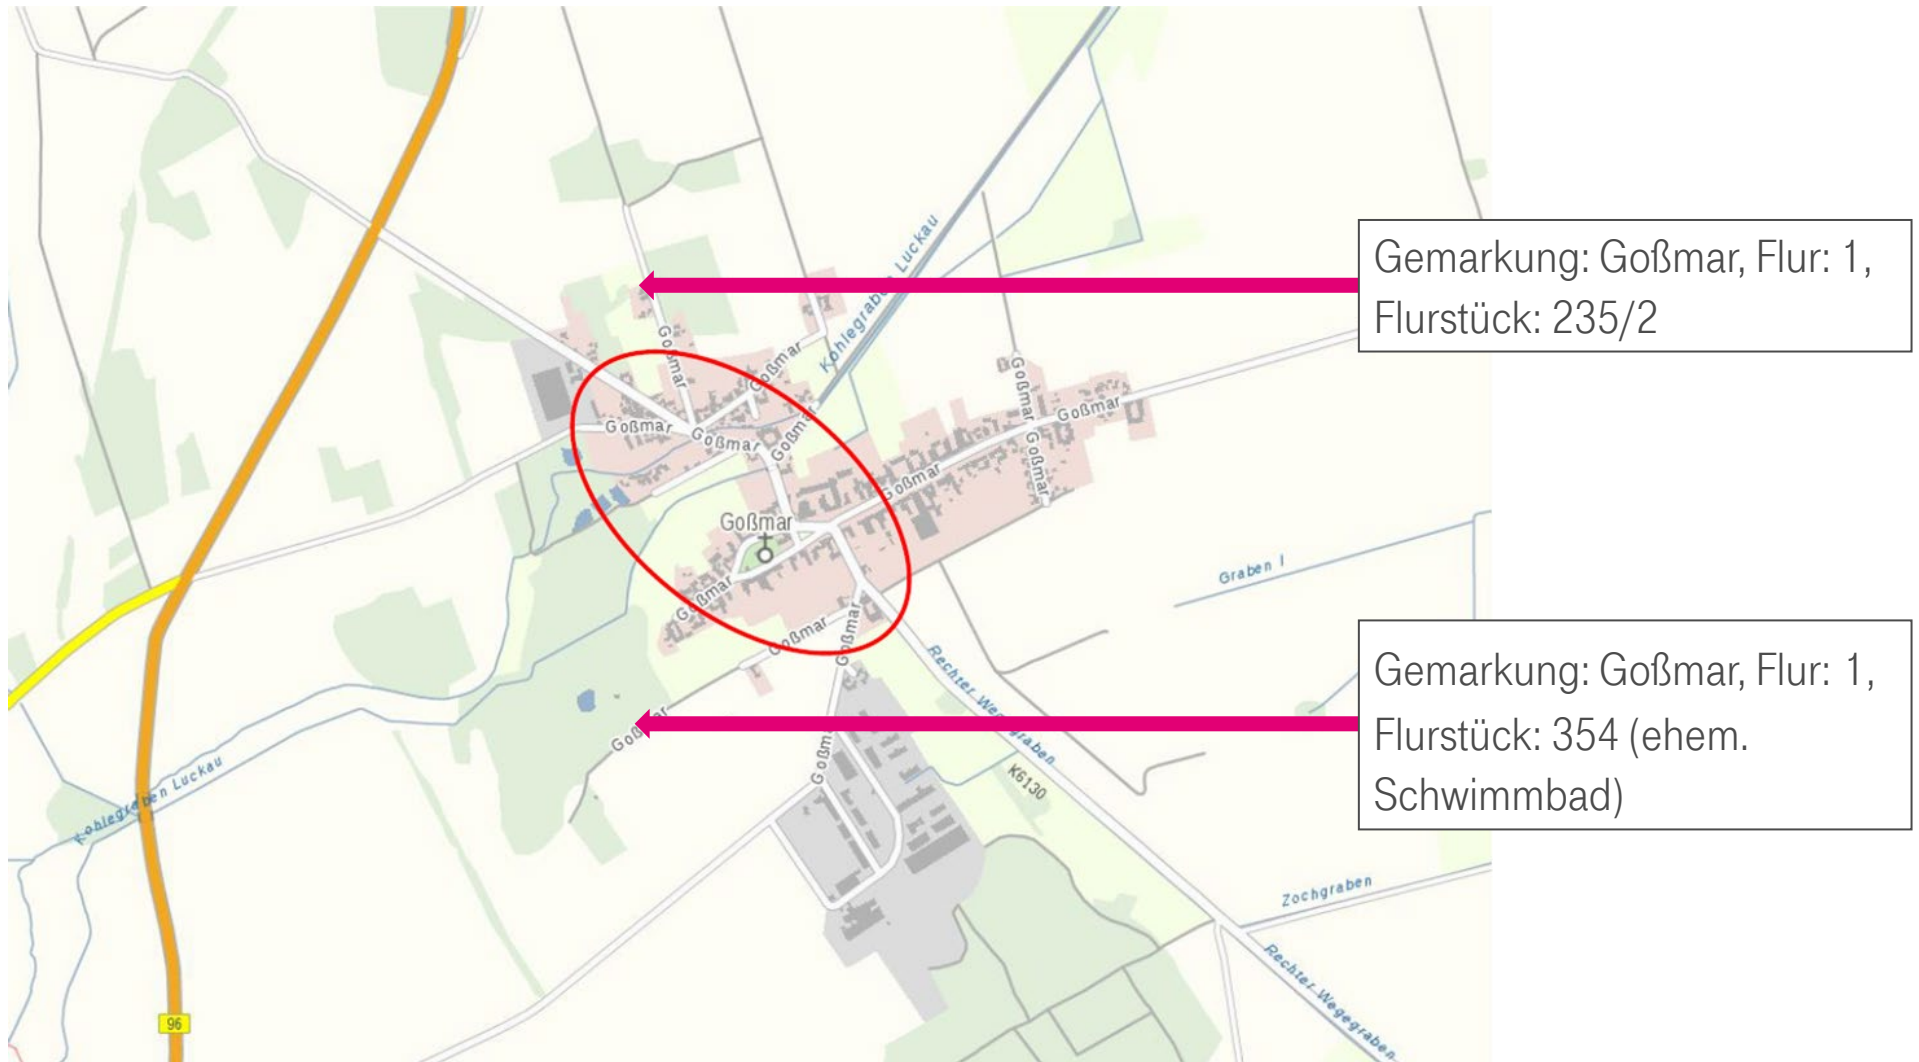 Kohlegraben Luckau
Gemarkung: Goßmar, Flur: 1,
Flurstück: 235/2
Goßmar
Goßmar
Goßmar
Goßmar
Goßmar
Goßmar
Goßmar
Goßmar
Goßmar
Goßmar
Goßmar
Graben I
Goßmar
Goßmar
Goßmar
Rechter Wegegraben
Gemarkung: Goßmar, Flur: 1,
Flurstück: 354 (ehem.
Schwimmbad)
K6130
Kohlegraben Luckau
Zochgraben
Rechter Wegegraben
96